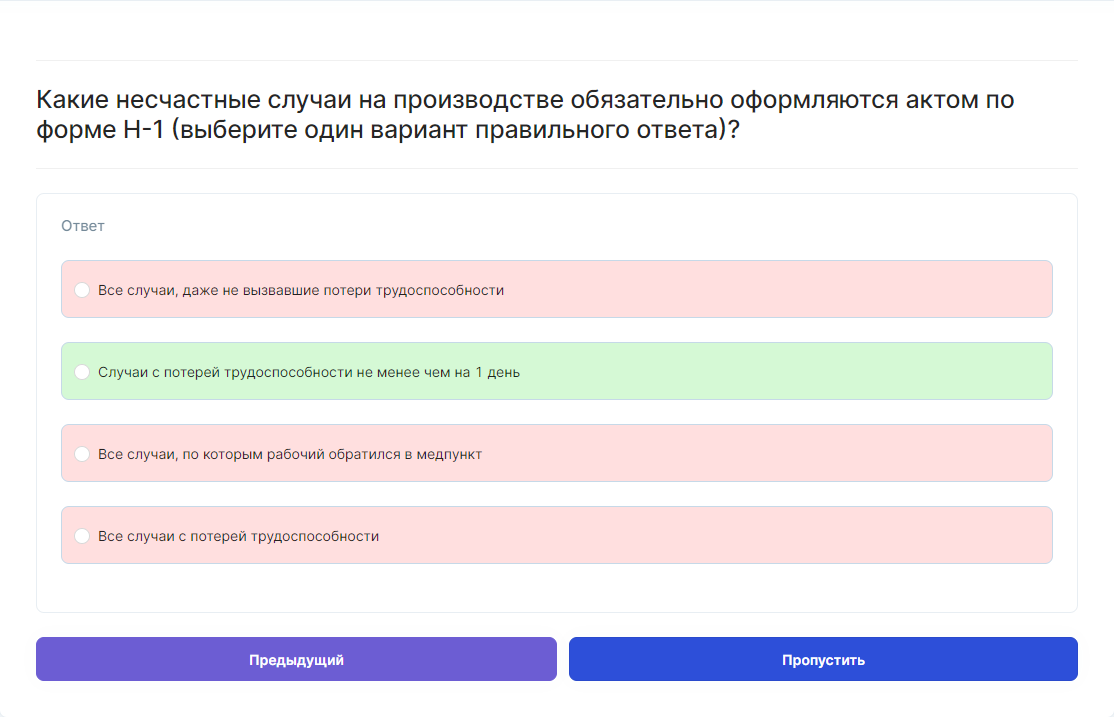 Какие несчастные случаи на производстве обязательно оформляются актом по
форме Н-1 (выберите один вариант правильного ответа)?
Ответ
Все случаи, даже не вызвавшие потери трудоспособности
Случаи с потерей трудоспособности не менее чем на 1 день
Все случаи, по которым рабочий обратился в медпункт
Все случаи с потерей трудоспособности
Предыдущий
Пропустить